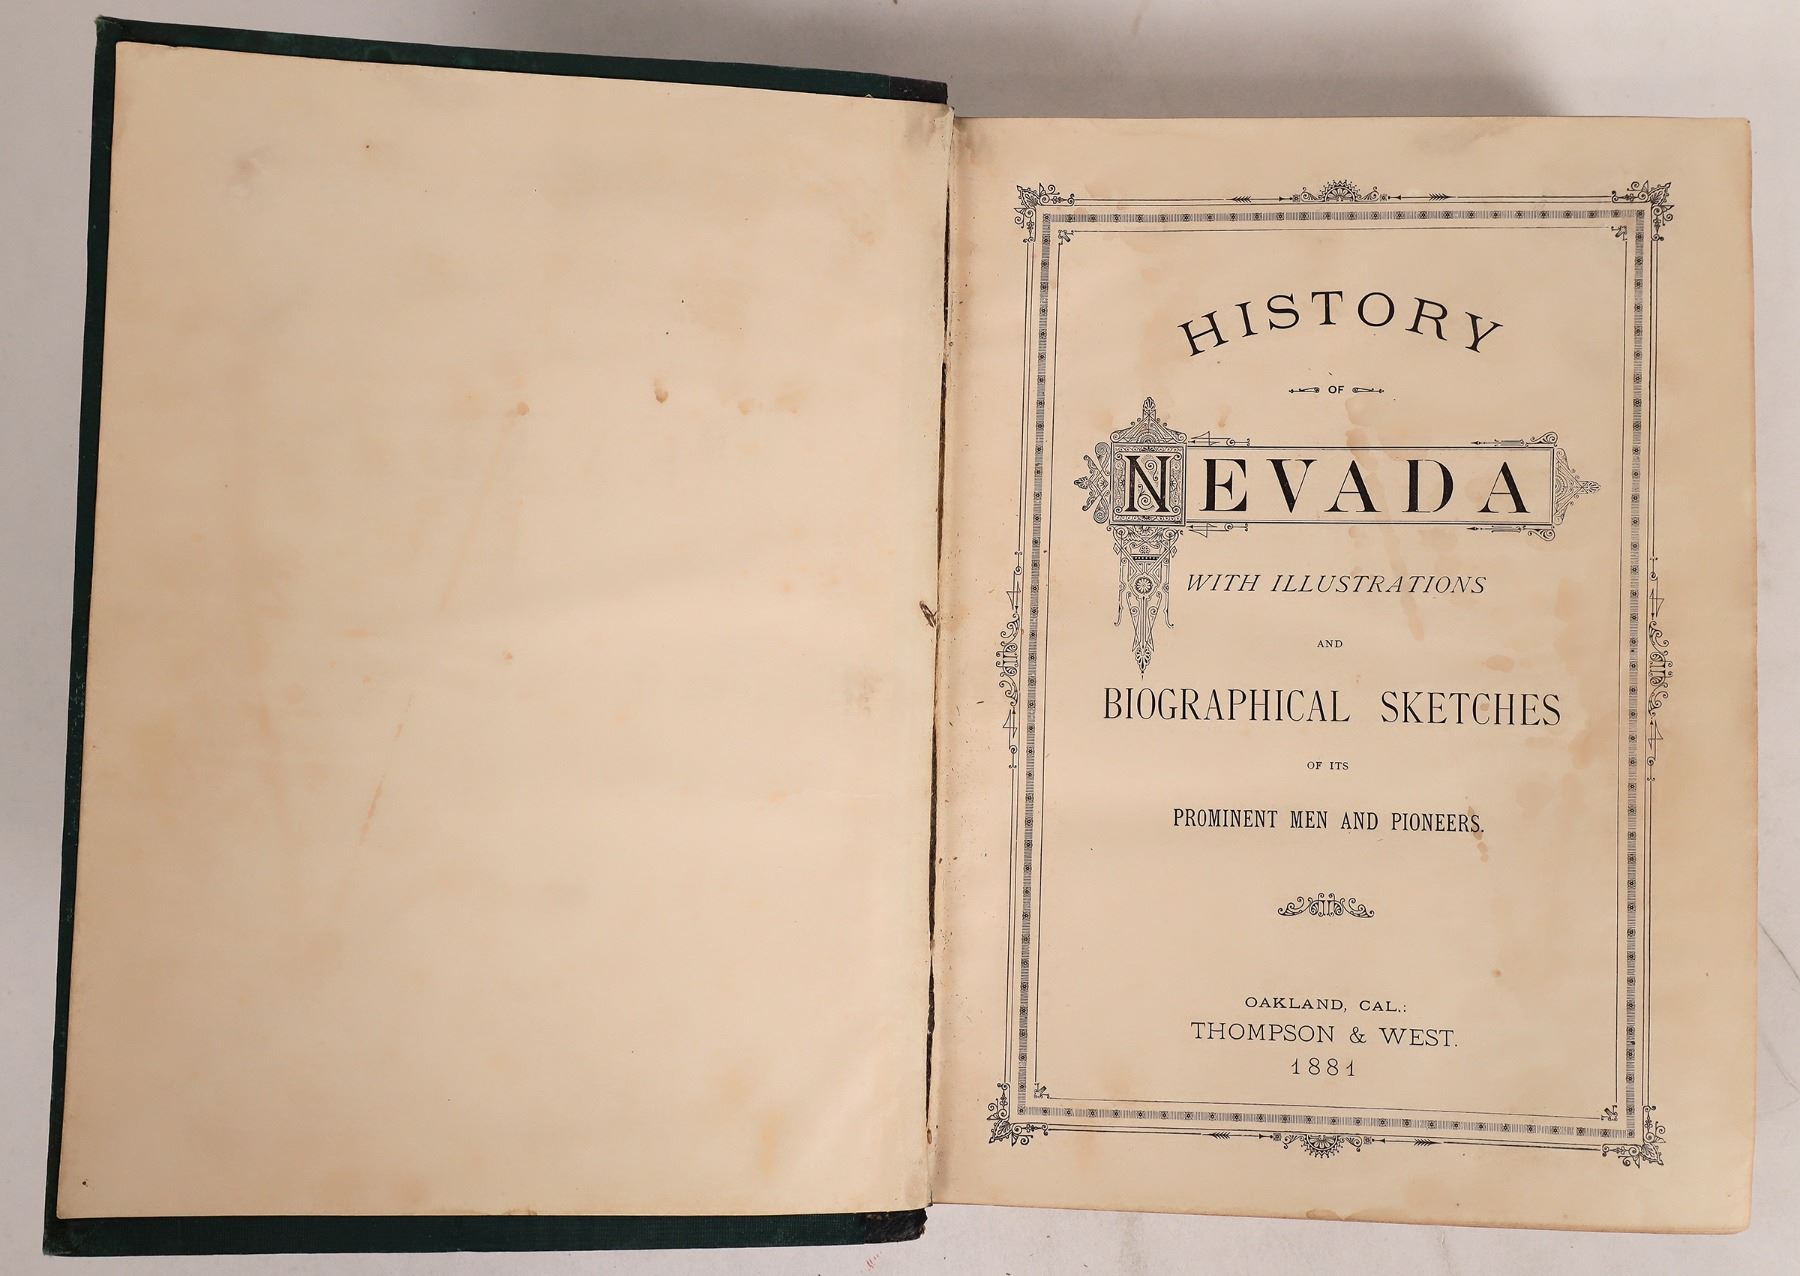 HISTORY
OF
NEVADA
WITH ILLUSTRATIONS
AND
BIOGRAPHICAL SKETCHES
OF ITS
PROMINENT MEN AND PIONEERS.
OAKLAND, CAL.:
THOMPSON & WEST.
1881